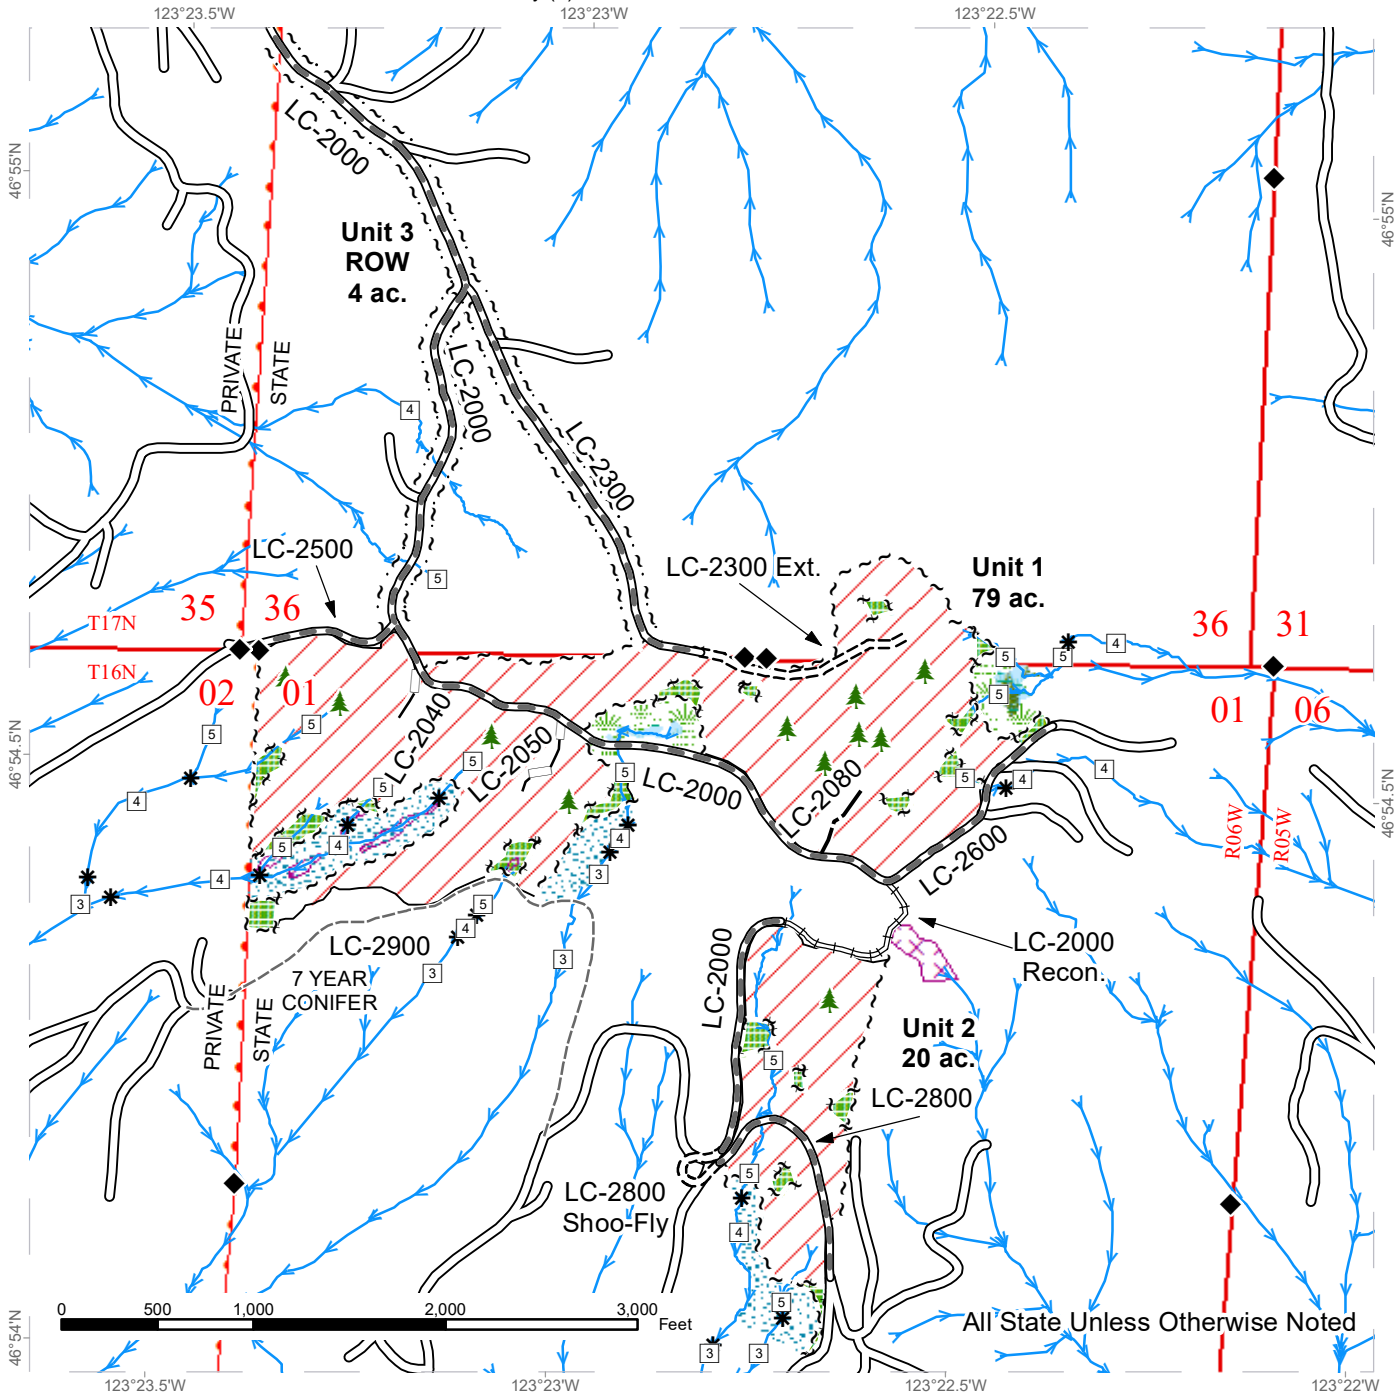 123°23.5'W
123°23'W
123°22.5'W
46°55'N
46°55'N
LC-2000
Unit 3
ROW
4 ac.
PRIVATE
STATE
LC-2000
LC-2300
4
5
LC-2500
LC-2300 Ext.
Unit 1
79 ac.
35
36
T17N
T16N
02
01
36
31
01
06
5
5
4
5
5
5
46°54.5'N
46°54.5'N
LC-2040
LC-2050
LC-2000
LC-2080
LC-2600
5
5
5
4
4
5
4
4
5
4
4
3
3
R06W
R05W
5
4
3
3
LC-2900
7 YEAR
CONIFER
PRIVATE
STATE
LC-2000
LC-2000
Recon.
Unit 2
20 ac.
5
LC-2800
LC-2800
Shoo-Fly
5
4
5
3
3
0
500
1,000
2,000
3,000
Feet
All State Unless Otherwise Noted
46°54'N
123°23.5'W
123°23'W
123°22.5'W
123°22'W